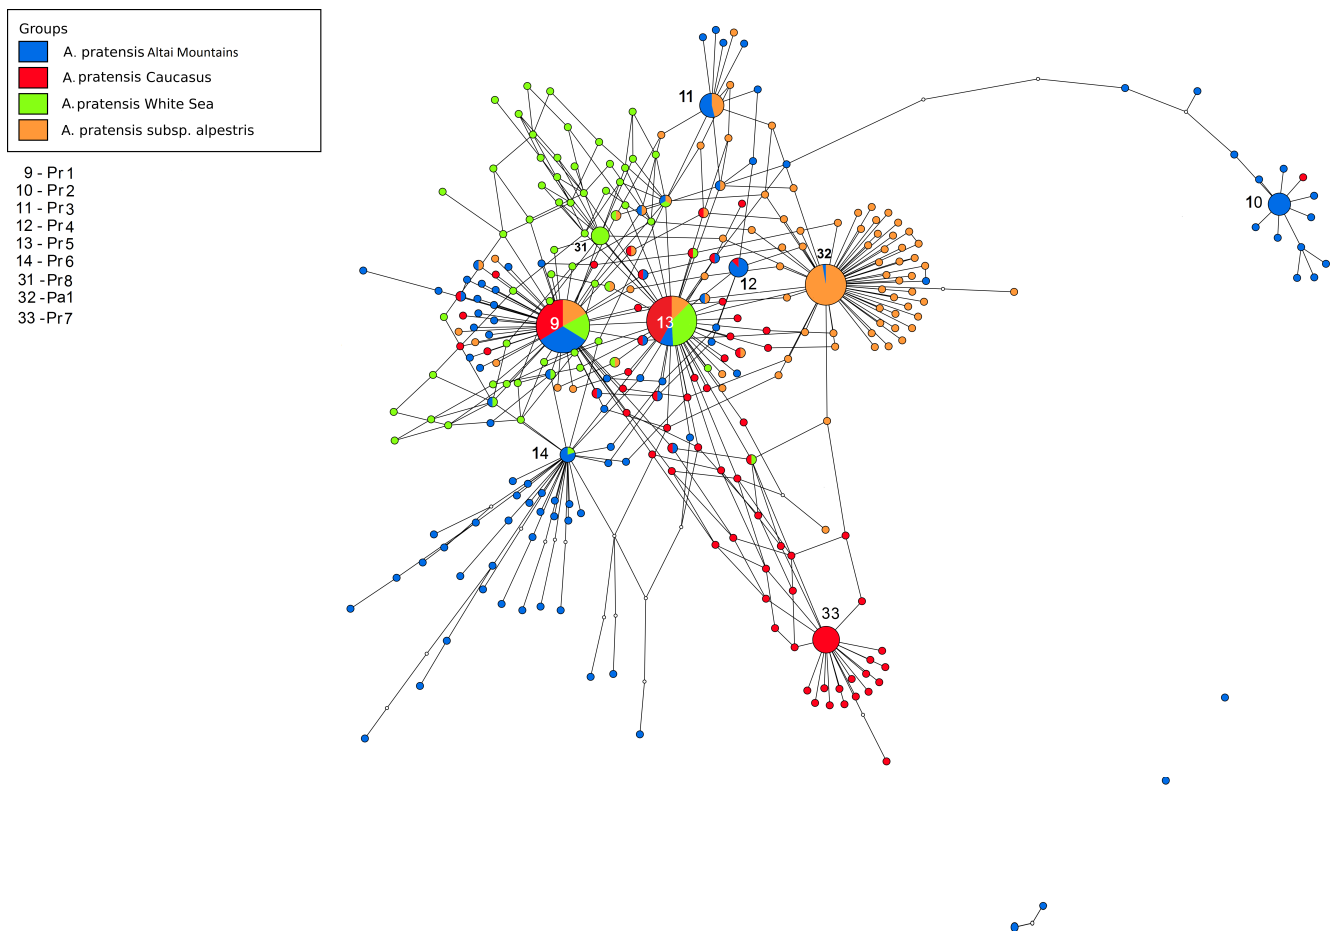 Groups
A. pratensis Altai Mountains
A. pratensis Caucasus
A. pratensis White Sea
A. pratensis subsp. alpestris
9 - Pr1
10 - Pr2
11 - Pr3
12 - Pr4
13 - Pr5
14 - Pr6
31 - Pr8
32 - Pa1
33 -Pr7
11
10
31
32
12
9
13
14
33